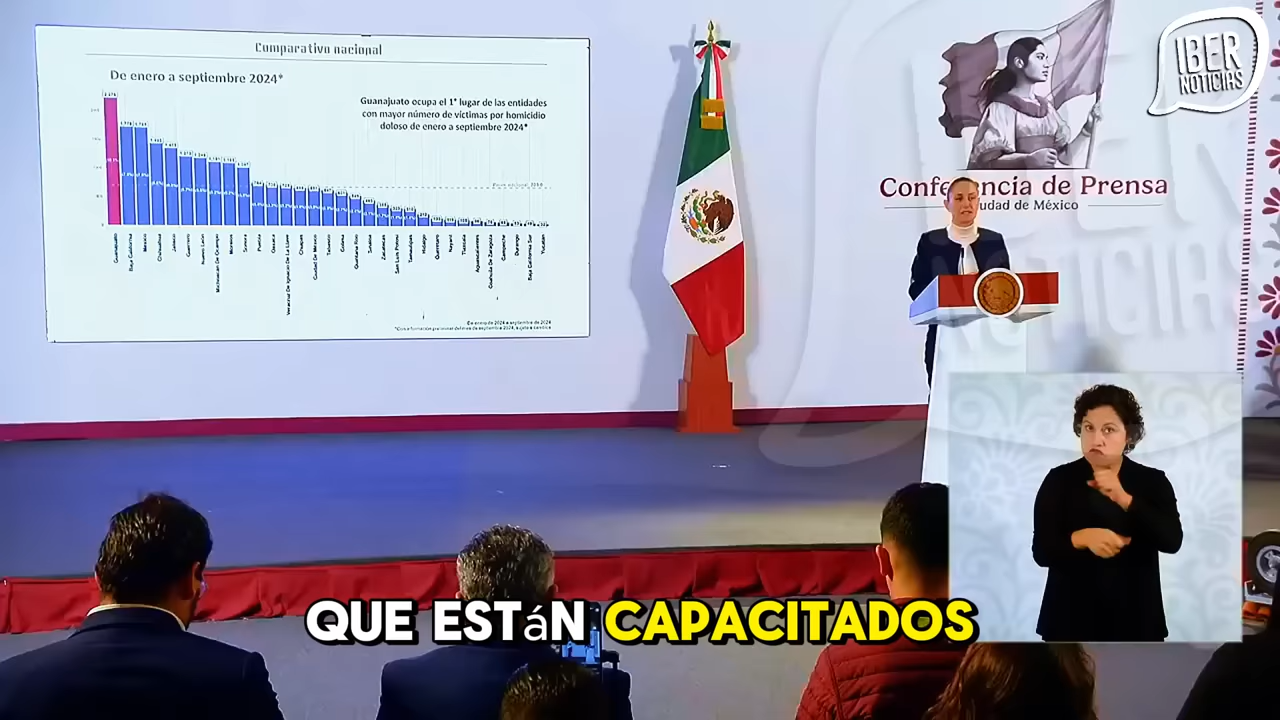 Comparativo nacional
De enero a septiembre 2024*
Guanajuato ocupa el 1° lugar de las entidades
con mayor número de víctimas por homicidio
doloso de enero a septiembre 2024*
Guanajuato
Baja California
México
Chihuahua
Jalisco
Guerrero
Nuevo León
Michoacán De Ocampo
Morelos
Sonora
Puebla
Oaxaca
Veracruz De Ignacio De La Llave
Chiapas
Ciudad De México
Tabasco
Colima
Quintana Roo
Sinaloa
Zacatecas
San Luis Potosí
Tamaulipas
Hidalgo
Querétaro
Nayarit
Tlaxcala
Aguascalientes
Coahuila De Zaragoza
Campeche
Durango
Baja California Sur
Yucatán
IBER
NOTICIAS
Conferencia de Prensa
Ciudad de México
QUE ESTáN CAPACITADOS